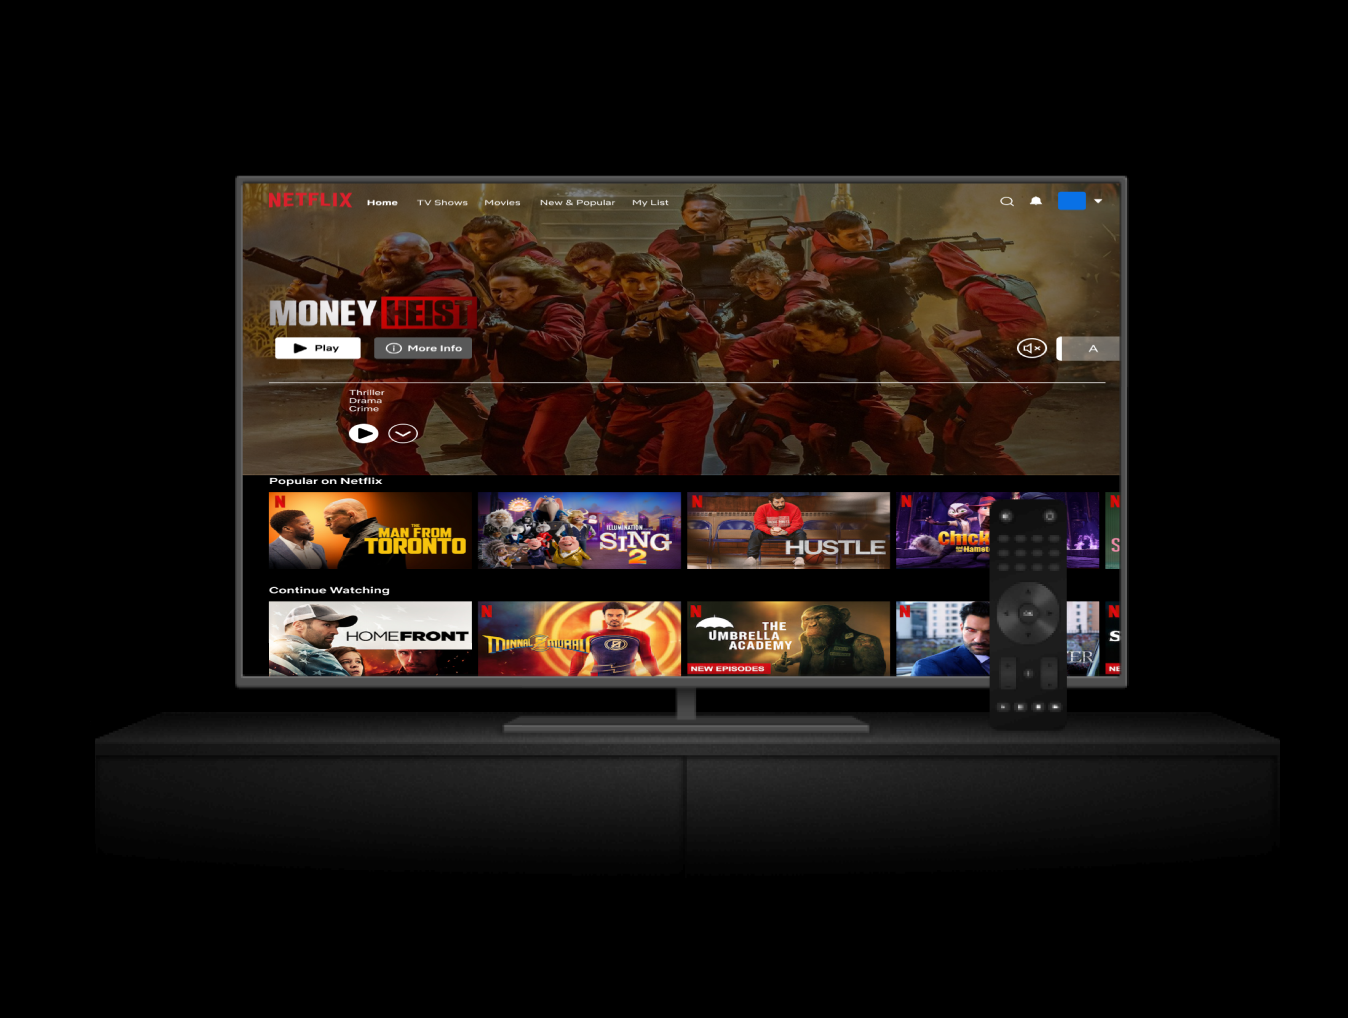 NETFLIX Home TV Shows Movies New & Popular My List
MONEY HEIST
Play More Info
A
Thriller
Drama
Crime
Popular on Netflix
N
THE
MAN FROM
TORONTO
ILLUMINATION
SING
2
N
HUSTLE
N
Chick
N
S
Continue Watching
HOMEFRONT
N
MINNAL MURALI
N
THE
UMBRELLA
ACADEMY
NEW EPISODES
N
ER
N
S
NE